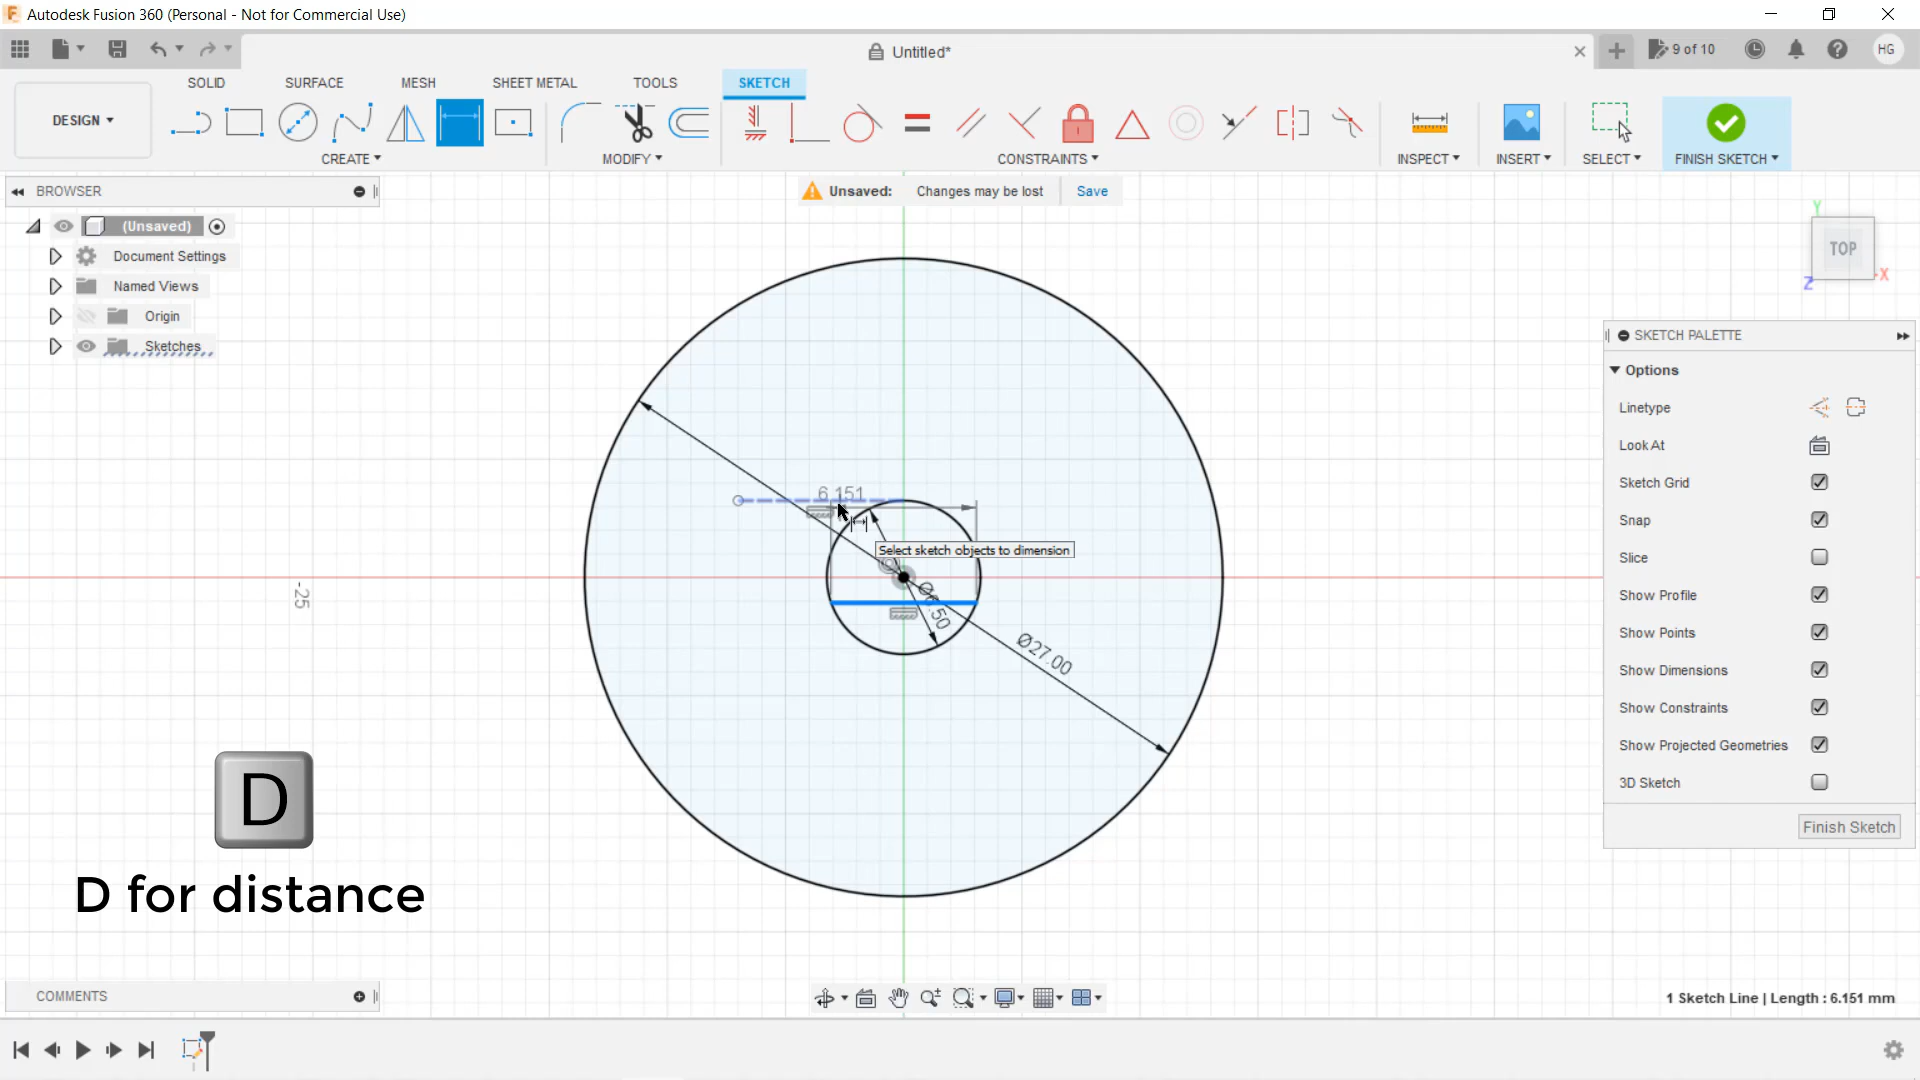 Autodesk Fusion 360 (Personal - Not for Commercial Use)
Untitled*
9 of 10
HG
SOLID
SURFACE
MESH
SHEET METAL
TOOLS
SKETCH
DESIGN
CREATE
MODIFY
CONSTRAINTS
INSPECT
INSERT
SELECT
FINISH SKETCH
BROWSER
Unsaved: Changes may be lost Save
(Unsaved)
Document Settings
Named Views
Origin
Sketches
Y
TOP
X
Z
SKETCH PALETTE
Options
Linetype
Look At
Sketch Grid
Snap
Slice
Show Profile
Show Points
Show Dimensions
Show Constraints
Show Projected Geometries
3D Sketch
Finish Sketch
6.151
Select sketch objects to dimension
-25
Ø6.50
Ø27.00
D
D for distance
COMMENTS
1 Sketch Line | Length : 6.151 mm